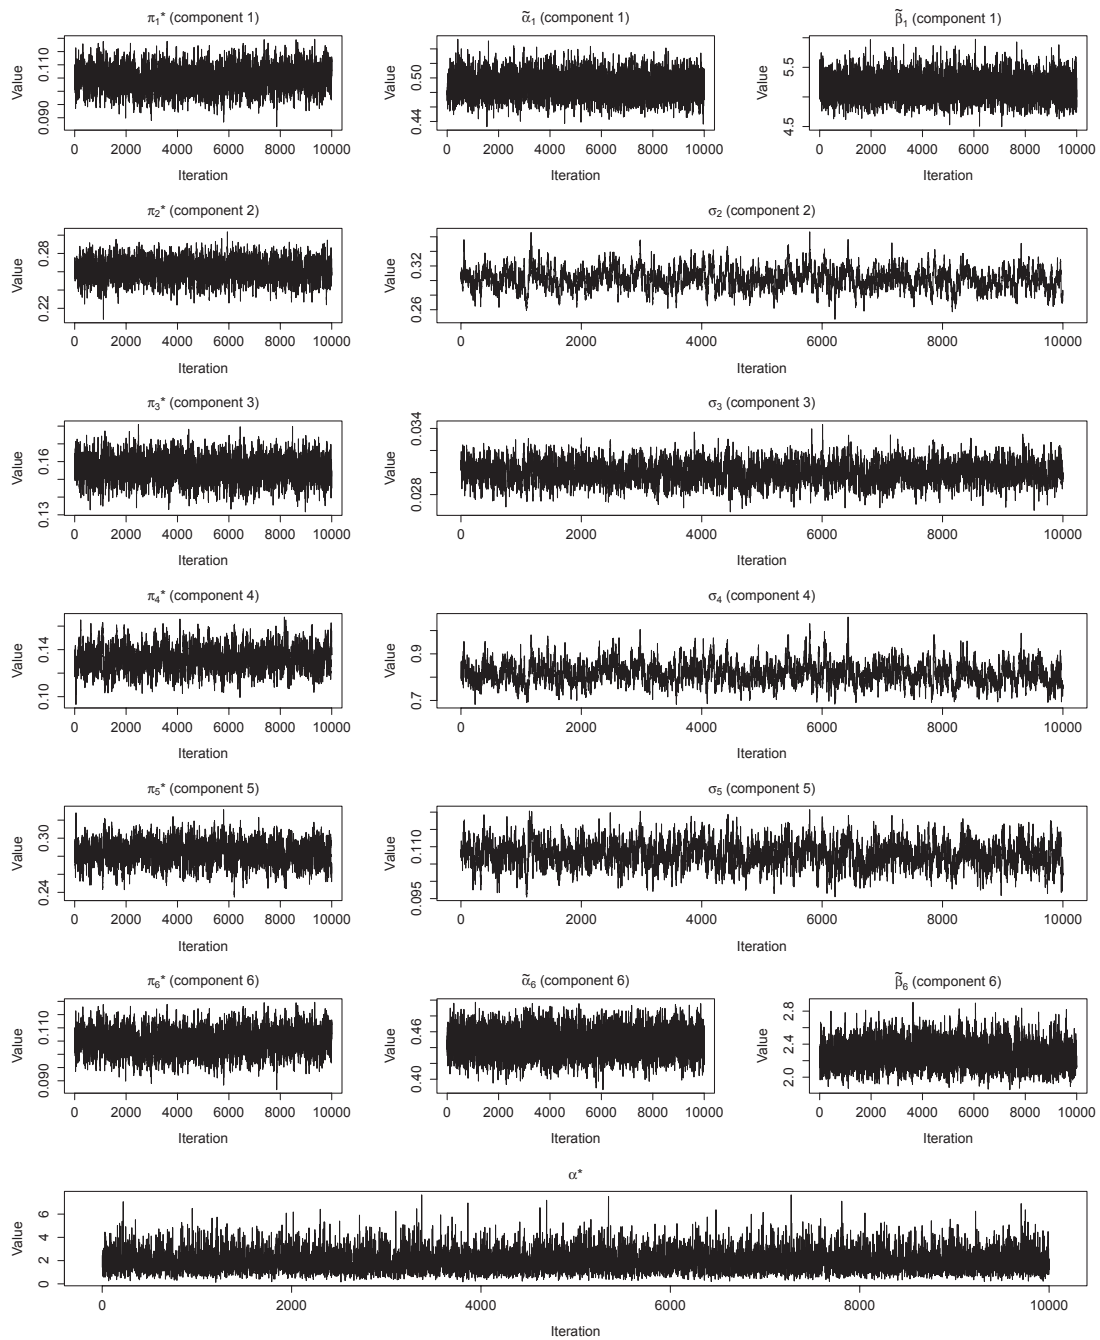 π₁* (component 1)
α̃₁ (component 1)
β̃₁ (component 1)
Value
0.090
0.110
Value
0.44
0.50
Value
4.5
5.5
0 2000 4000 6000 8000 10000
0 2000 4000 6000 8000 10000
0 2000 4000 6000 8000 10000
Iteration
Iteration
Iteration
π₂* (component 2)
σ₂ (component 2)
Value
0.22
0.28
Value
0.26
0.32
0 2000 4000 6000 8000 10000
0 2000 4000 6000 8000 10000
Iteration
Iteration
π₃* (component 3)
σ₃ (component 3)
Value
0.13
0.16
Value
0.028
0.034
0 2000 4000 6000 8000 10000
0 2000 4000 6000 8000 10000
Iteration
Iteration
π₄* (component 4)
σ₄ (component 4)
Value
0.10
0.14
Value
0.7
0.9
0 2000 4000 6000 8000 10000
0 2000 4000 6000 8000 10000
Iteration
Iteration
π₅* (component 5)
σ₅ (component 5)
Value
0.24
0.30
Value
0.095
0.110
0 2000 4000 6000 8000 10000
0 2000 4000 6000 8000 10000
Iteration
Iteration
π₆* (component 6)
α̃₆ (component 6)
β̃₆ (component 6)
Value
0.090
0.110
Value
0.40
0.46
Value
2.0
2.4
2.8
0 2000 4000 6000 8000 10000
0 2000 4000 6000 8000 10000
0 2000 4000 6000 8000 10000
Iteration
Iteration
Iteration
α*
Value
0
2
4
6
0 2000 4000 6000 8000 10000
Iteration